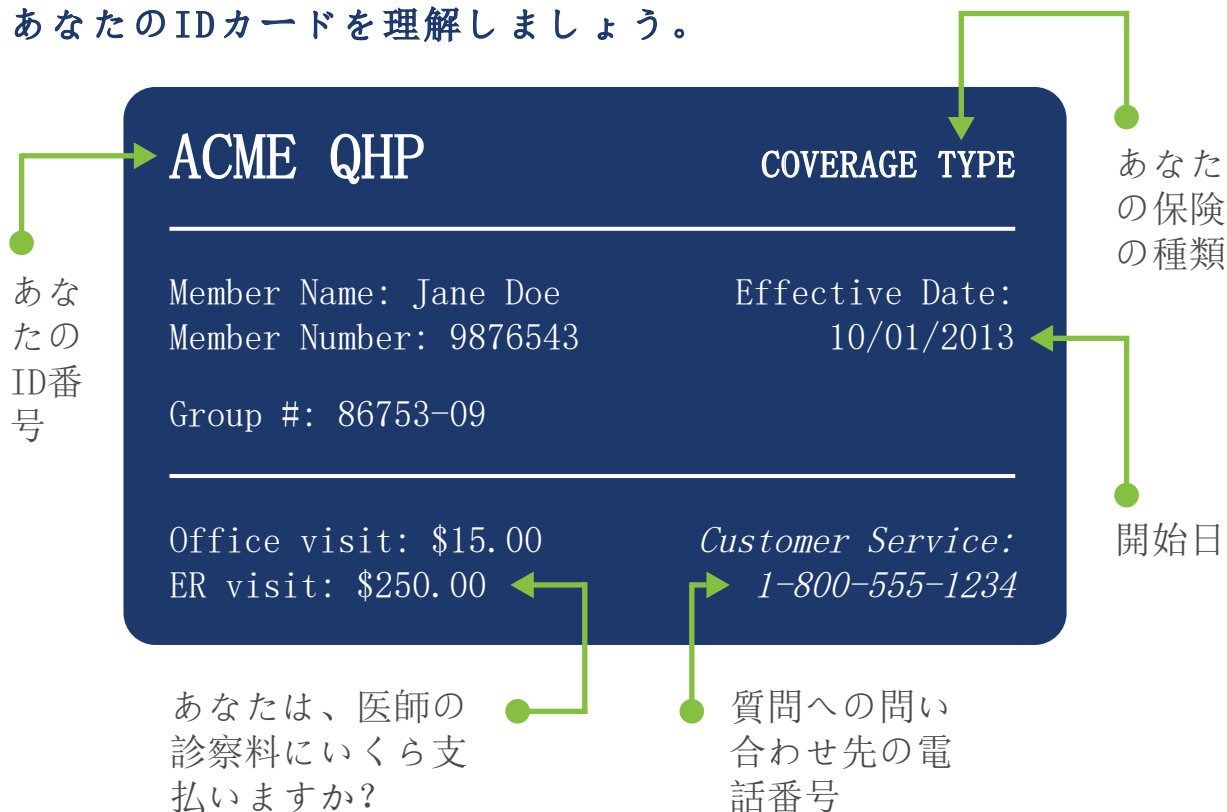 あなたのIDカードを理解しましょう。
ACME QHP
COVERAGE TYPE
あなた
の保険
の種類
あな
たの
ID番
号
Member Name: Jane Doe
Member Number: 9876543
Group #: 86753-09
Effective Date:
10/01/2013
開始日
Office visit: $15.00
ER visit: $250.00
Customer Service:
1-800-555-1234
あなたは、医師の
診察料にいくら支
払いますか?
質問への問い
合わせ先の電
話番号